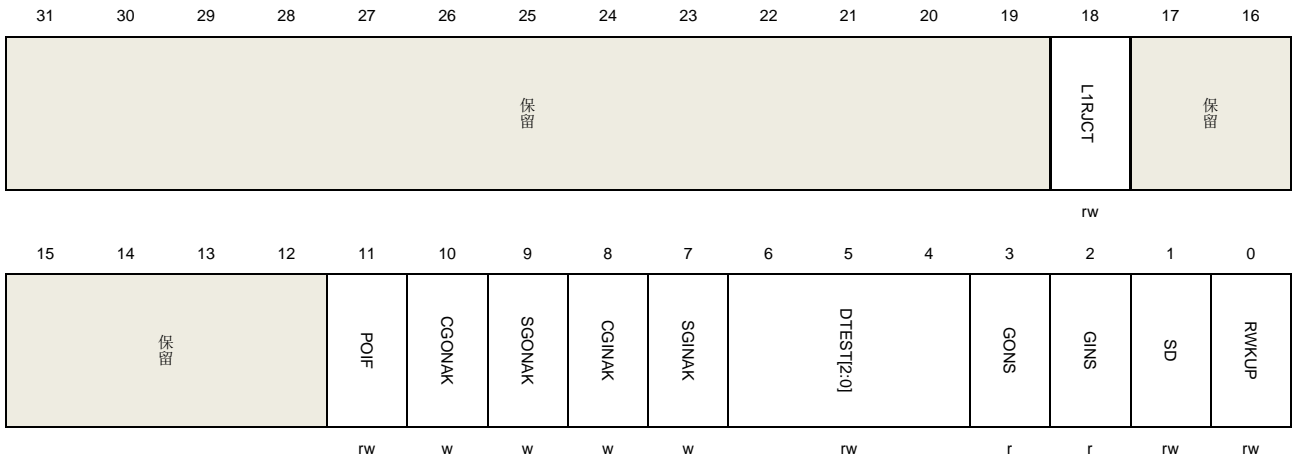 31 30 29 28 27 26 25 24 23 22 21 20 19 18 17 16
保留 L1RJCT 保留
rw
15 14 13 12 11 10 9 8 7 6 5 4 3 2 1 0
保留 POIF CGONAK SGONAK CGINAK SGINAK DTEST[2:0] GONS GINS SD RWKUP
rw w w w w rw r r rw rw